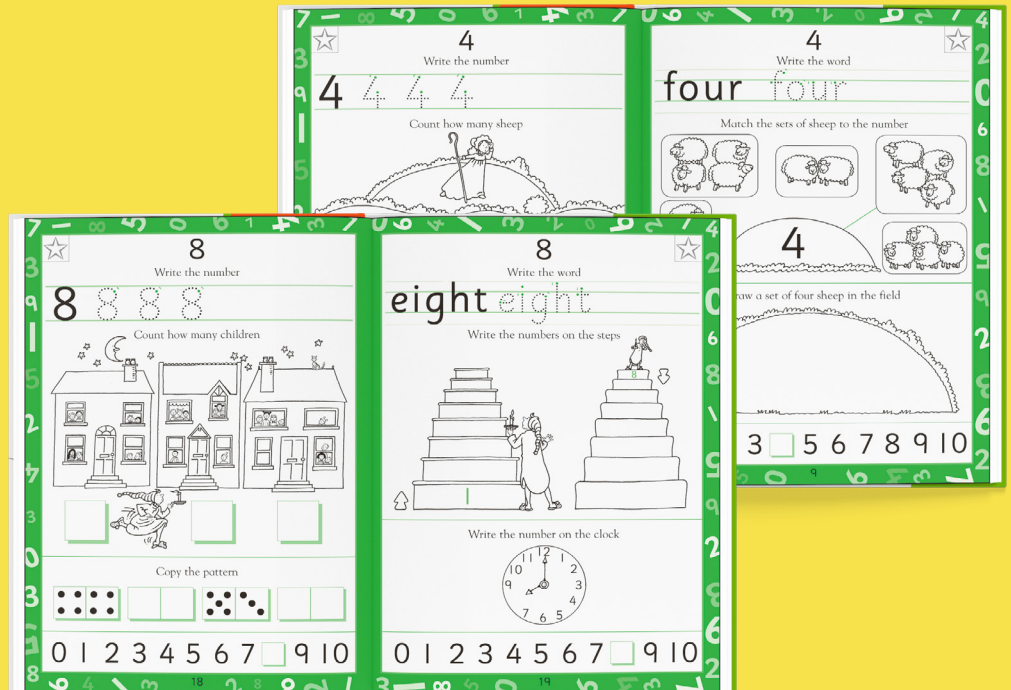 4
Write the number
4 4 4 4
Count how many sheep
4
Write the word
four four
Match the sets of sheep to the number
4
raw a set of four sheep in the field
3 5 6 7 8 9 10
9
8
Write the number
8 8 8 8
Count how many children
Copy the pattern
0 1 2 3 4 5 6 7 9 10
18
8
Write the word
eight eight
Write the numbers on the steps
8
1
Write the number on the clock
11 12 1
10 2
9 3
4
7 6 5
0 1 2 3 4 5 6 7 9 10
19